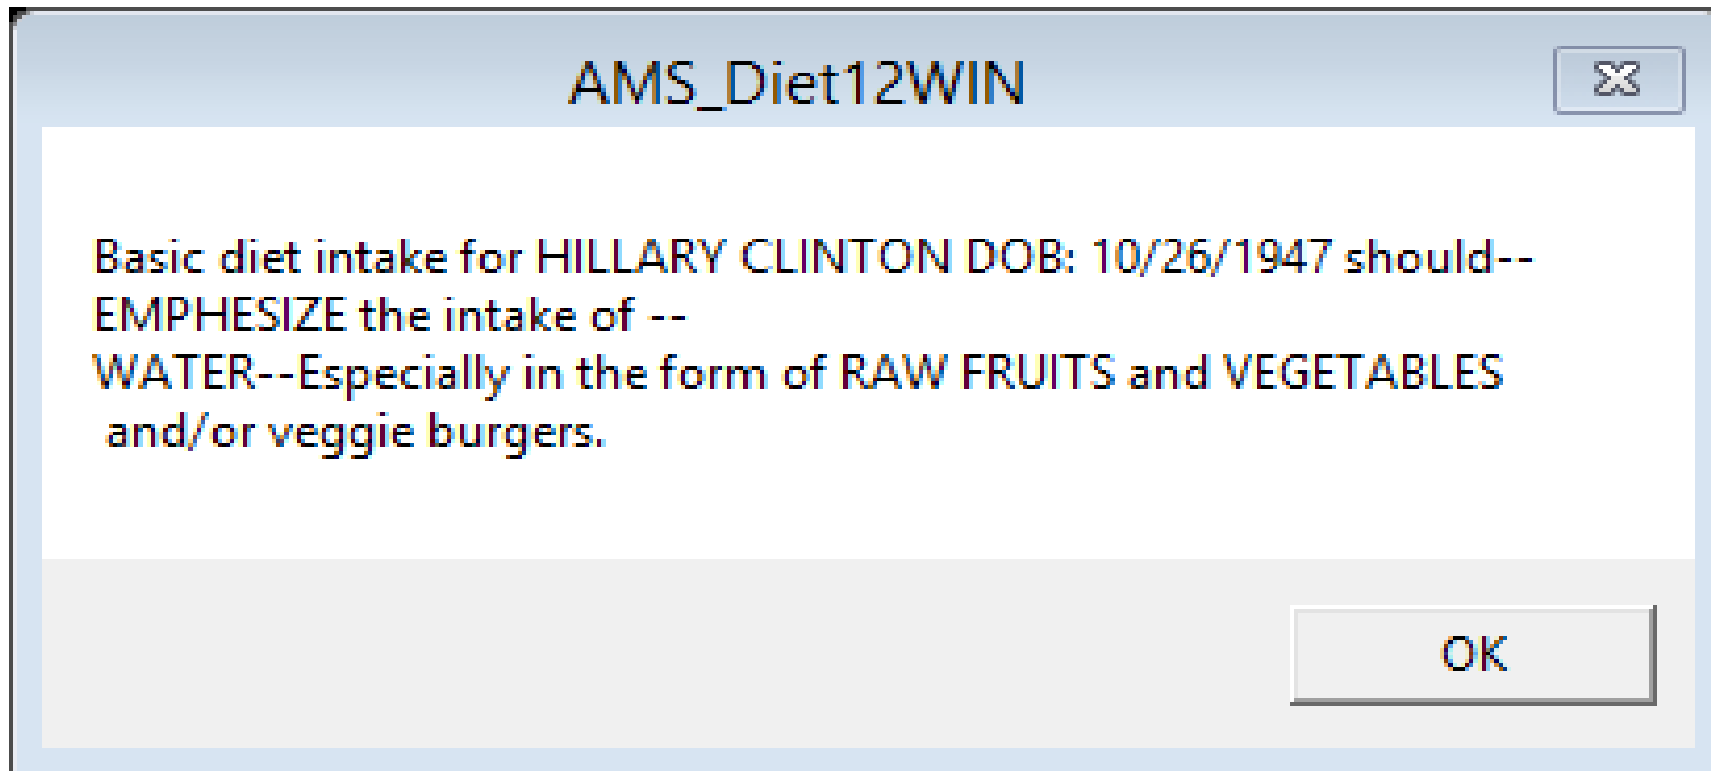 AMS_Diet12WIN
Basic diet intake for HILLARY CLINTON DOB: 10/26/1947 should--
EMPHESIZE the intake of --
WATER--Especially in the form of RAW FRUITS and VEGETABLES
and/or veggie burgers.
OK